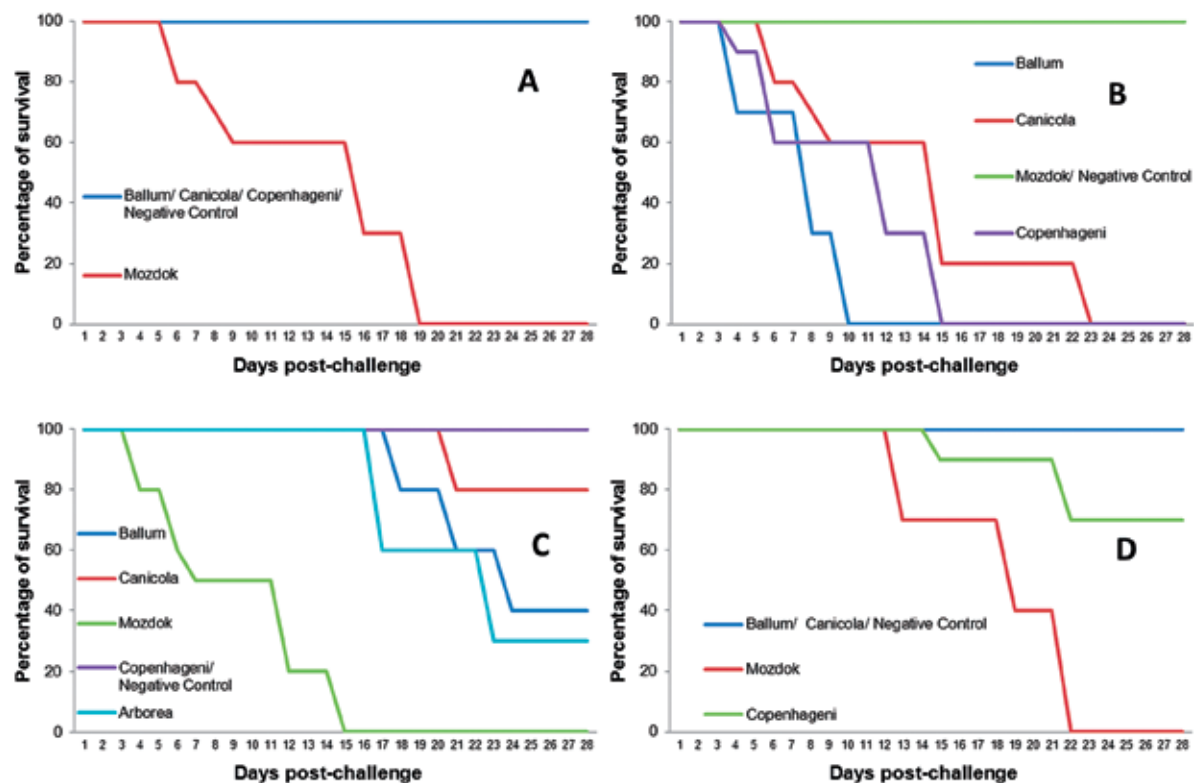 100
80
60
40
20
0
Percentage of survival
A
Ballum/ Canicola/ Copenhageni/
Negative Control
Mozdok
1 2 3 4 5 6 7 8 9 10 11 12 13 14 15 16 17 18 19 20 21 22 23 24 25 26 27 28
Days post-challenge
100
80
60
40
20
0
Percentage of survival
B
Ballum
Canicola
Mozdok/ Negative Control
Copenhageni
1 2 3 4 5 6 7 8 9 10 11 12 13 14 15 16 17 18 19 20 21 22 23 24 25 26 27 28
Days post-challenge
100
80
60
40
20
0
Percentage of survival
C
Ballum
Canicola
Mozdok
Copenhageni/
Negative Control
Arborea
1 2 3 4 5 6 7 8 9 10 11 12 13 14 15 16 17 18 19 20 21 22 23 24 25 26 27 28
Days post-challenge
100
80
60
40
20
0
Percentage of survival
D
Ballum/ Canicola/ Negative Control
Mozdok
Copenhageni
1 2 3 4 5 6 7 8 9 10 11 12 13 14 15 16 17 18 19 20 21 22 23 24 25 26 27 28
Days post-challenge